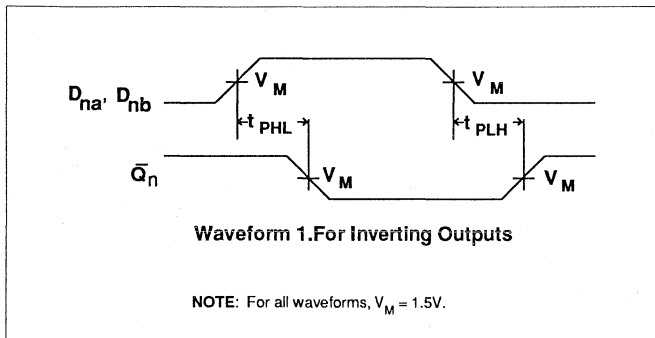 Dna, Dnb
VM
VM
tPHL
tPLH
Q̄n
VM
VM
Waveform 1.For Inverting Outputs
NOTE: For all waveforms, VM = 1.5V.